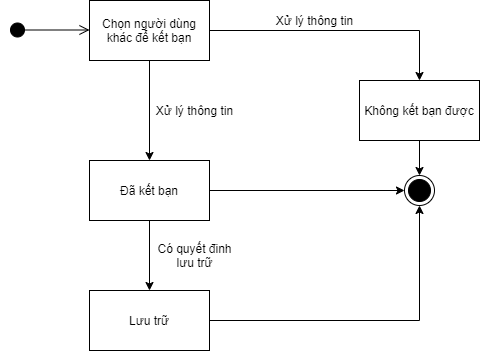 Chọn người dùng
khác để kết bạn
Xử lý thông tin
Xử lý thông tin
Không kết bạn được
Đã kết bạn
Có quyết đinh
lưu trữ
Lưu trữ